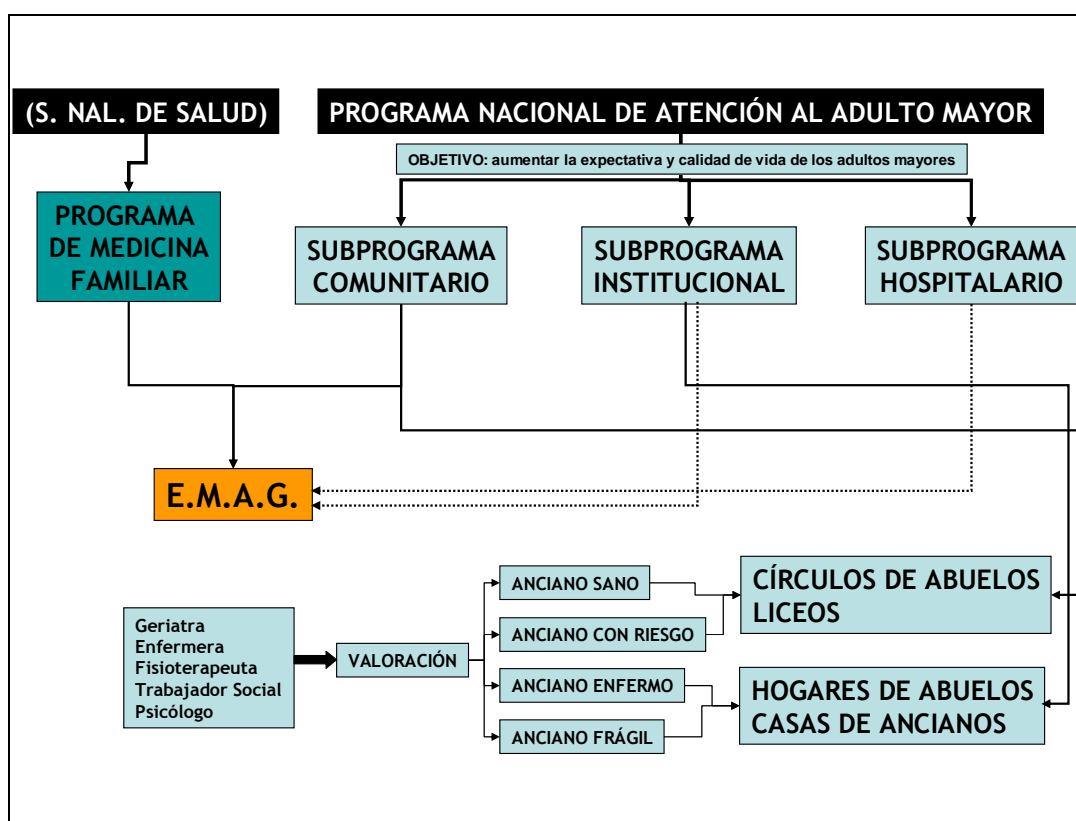 (S. NAL. DE SALUD)
PROGRAMA NACIONAL DE ATENCIÓN AL ADULTO MAYOR
OBJETIVO: aumentar la expectativa y calidad de vida de los adultos mayores
PROGRAMA
DE MEDICINA
FAMILIAR
SUBPROGRAMA
COMUNITARIO
SUBPROGRAMA
INSTITUCIONAL
SUBPROGRAMA
HOSPITALARIO
E.M.A.G.
Geriatra
Enfermera
Fisioterapeuta
Trabajador Social
Psicólogo
VALORACIÓN
ANCIANO SANO
ANCIANO CON RIESGO
ANCIANO ENFERMO
ANCIANO FRÁGIL
CÍRCULOS DE ABUELOS
LICEOS
HOGARES DE ABUELOS
CASAS DE ANCIANOS